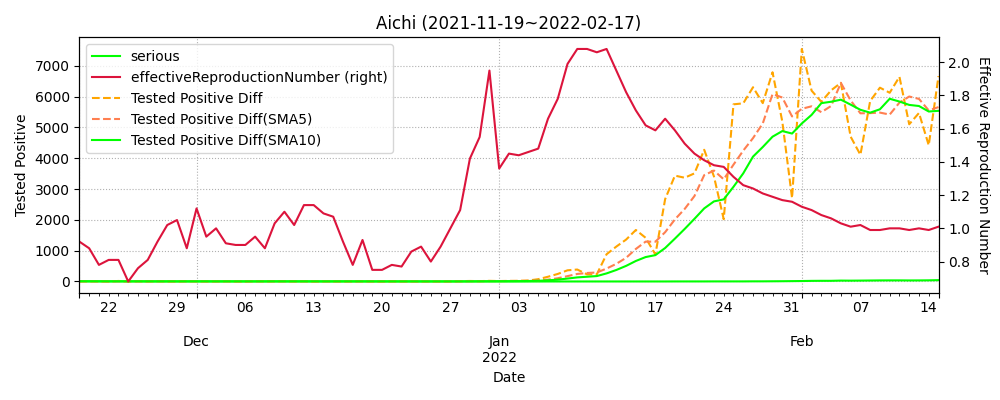 Aichi (2021-11-19~2022-02-17)
serious
effectiveReproductionNumber (right)
Tested Positive Diff
Tested Positive Diff(SMA5)
Tested Positive Diff(SMA10)
Tested Positive
7000
6000
5000
4000
3000
2000
1000
0
2.0
1.8
1.6
1.4
1.2
1.0
0.8
Effective Reproduction Number
22 29 06 13 20 27 03 10 17 24 31 07 14
Dec Jan Feb
2022
Date